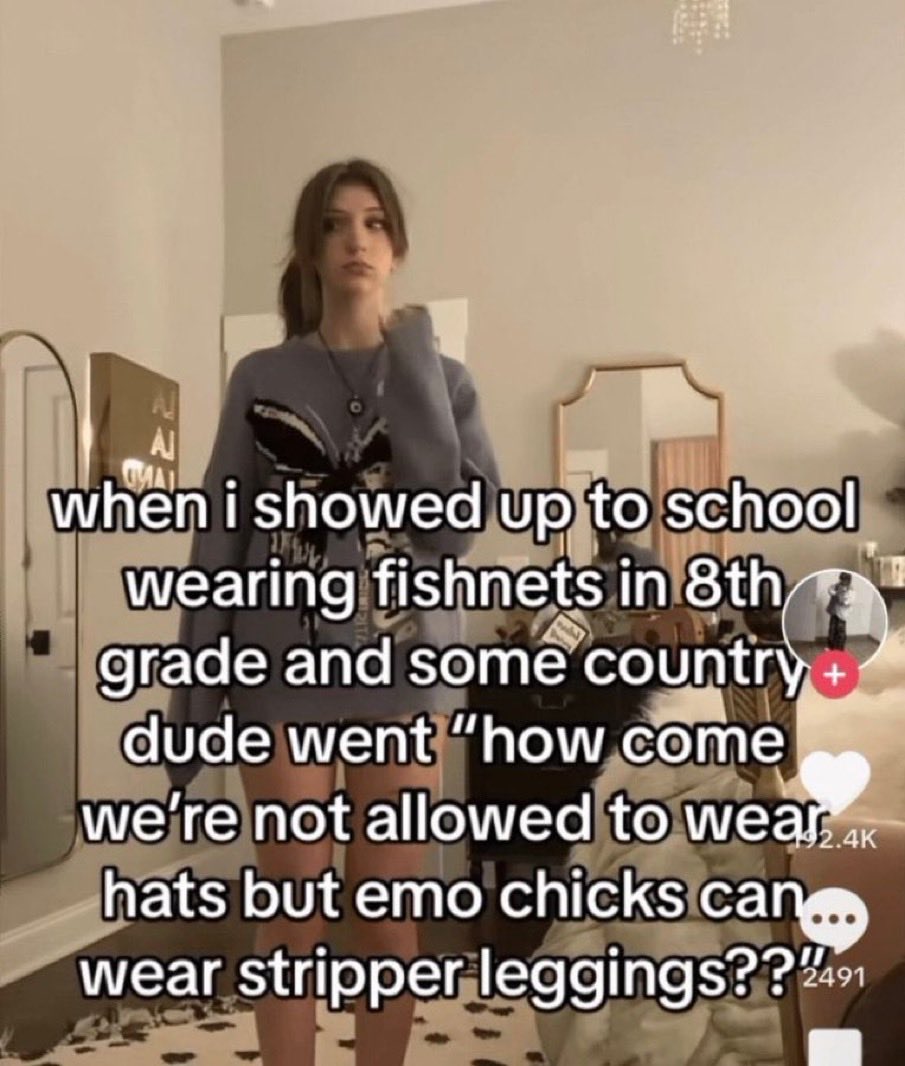 when i showed up to school
wearing fishnets in 8th
grade and some country
dude went "how come
we're not allowed to wear
hats but emo chicks can
wear stripper leggings??"
92.4K
2491